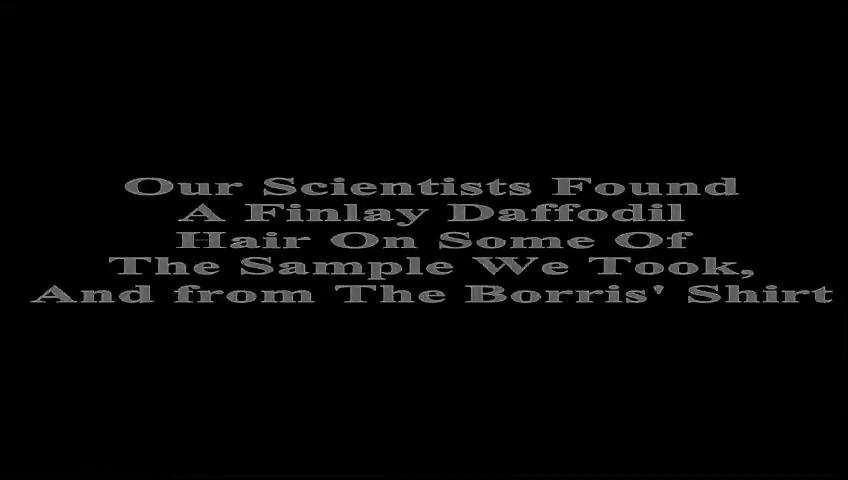 Our Scientists Found
A Finlay Daffodil
Hair On Some Of
The Sample We Took,
And from The Borris' Shirt